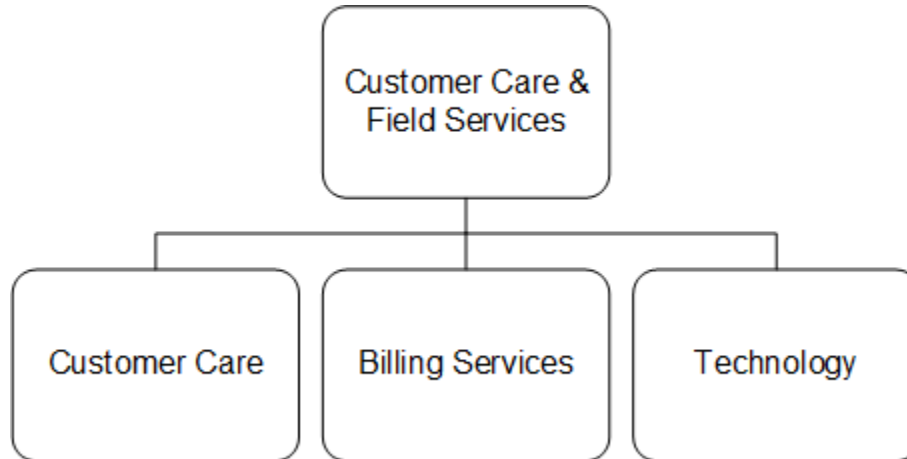 Customer Care &
Field Services
Customer Care
Billing Services
Technology